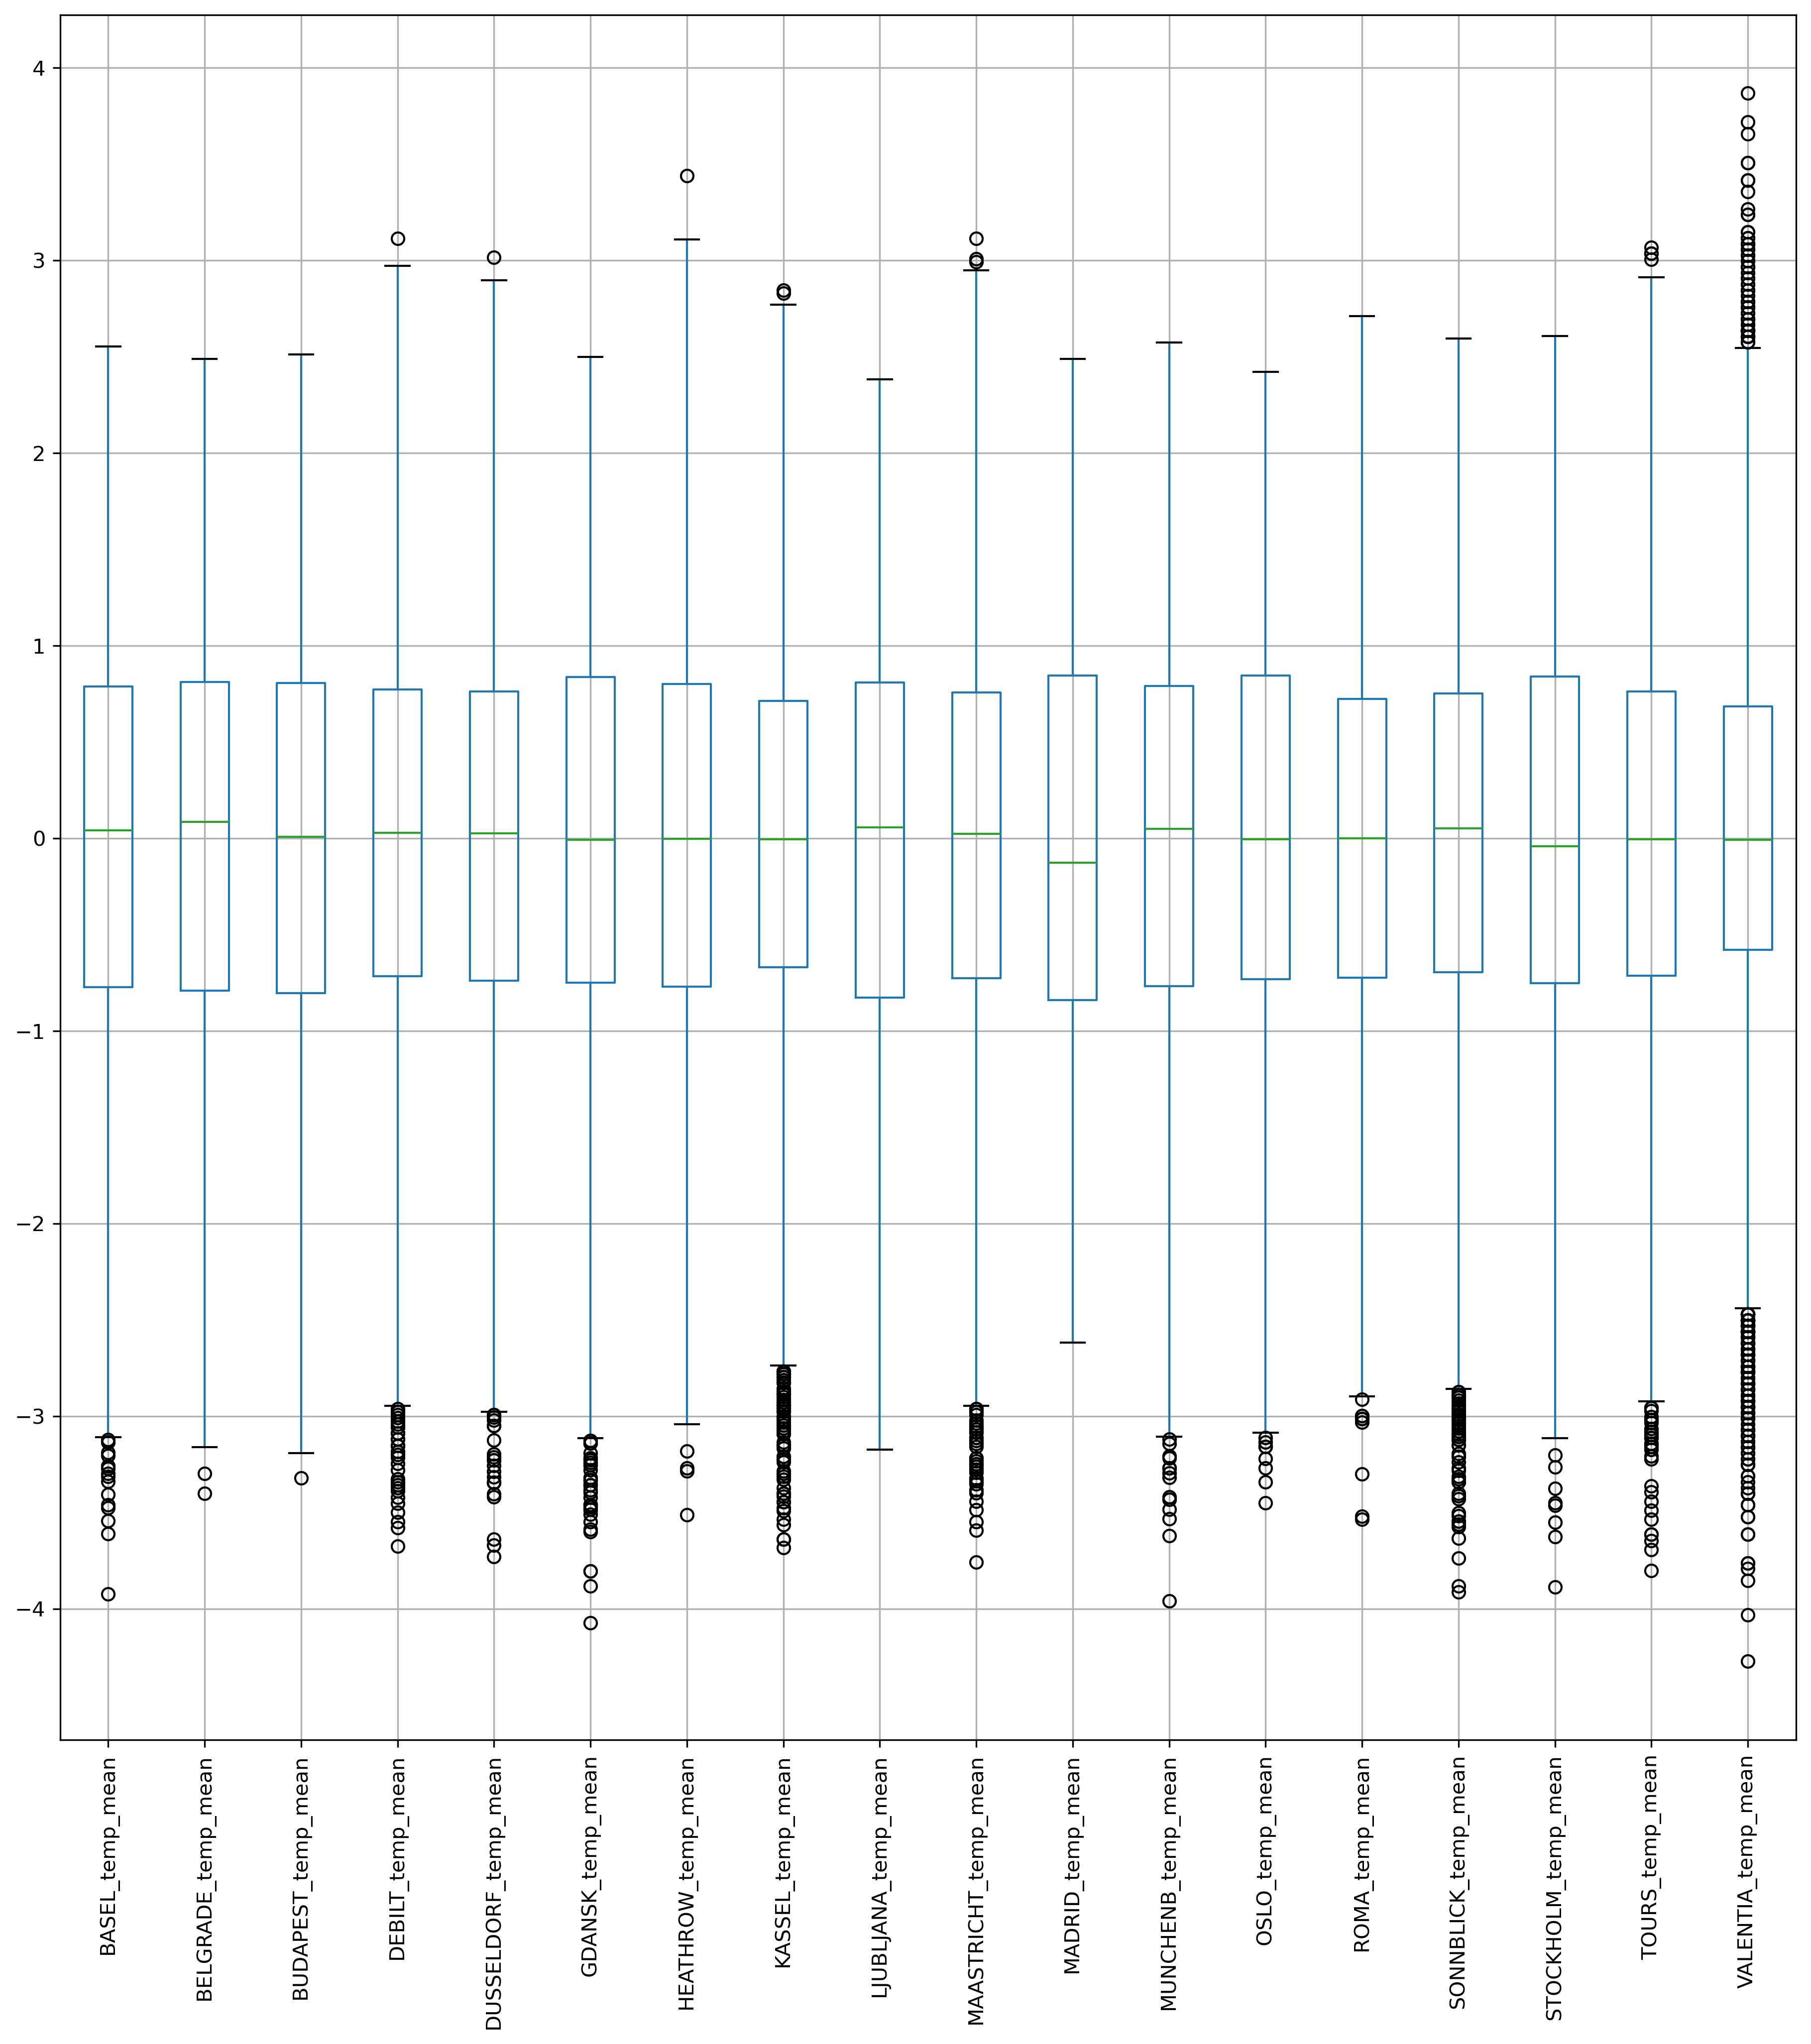 4
3
2
1
0
−1
−2
−3
−4
BASEL_temp_mean
BELGRADE_temp_mean
BUDAPEST_temp_mean
DEBILT_temp_mean
DUSSELDORF_temp_mean
GDANSK_temp_mean
HEATHROW_temp_mean
KASSEL_temp_mean
LJUBLJANA_temp_mean
MAASTRICHT_temp_mean
MADRID_temp_mean
MUNCHENB_temp_mean
OSLO_temp_mean
ROMA_temp_mean
SONNBLICK_temp_mean
STOCKHOLM_temp_mean
TOURS_temp_mean
VALENTIA_temp_mean